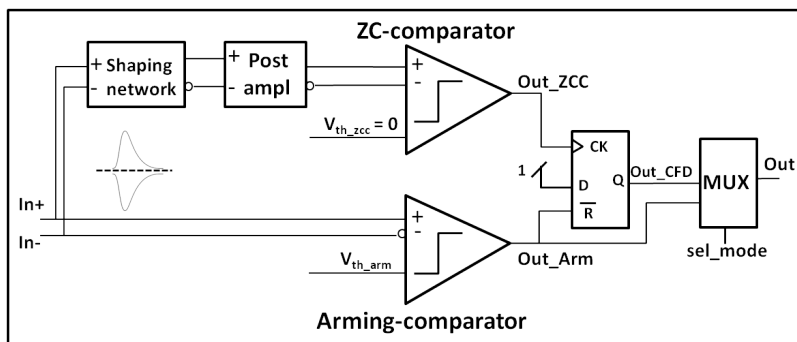 ZC-comparator
+ Shaping + Post +
- network - ampl -
Out_ZCC
V_th_zcc = 0
CK
1
D Q Out_CFD MUX Out
R
In+
In-
+
-
V_th_arm
Out_Arm
sel_mode
Arming-comparator